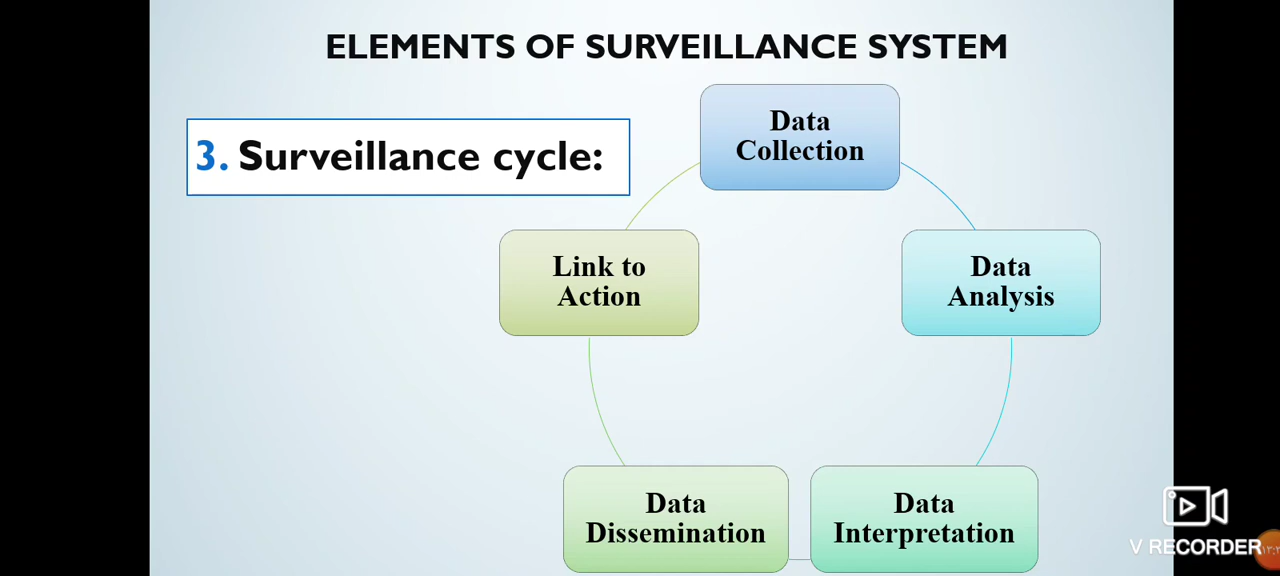 ELEMENTS OF SURVEILLANCE SYSTEM
3. Surveillance cycle:
Data
Collection
Data
Analysis
Data
Interpretation
Data
Dissemination
Link to
Action
V RECORDER